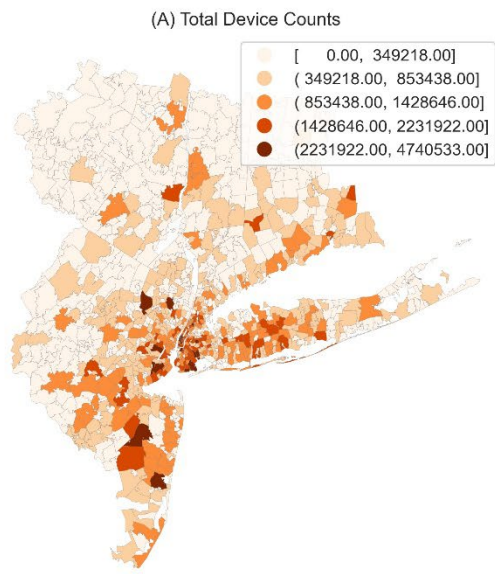 (A) Total Device Counts
[ 0.00, 349218.00]
( 349218.00, 853438.00]
( 853438.00, 1428646.00]
(1428646.00, 2231922.00]
(2231922.00, 4740533.00]